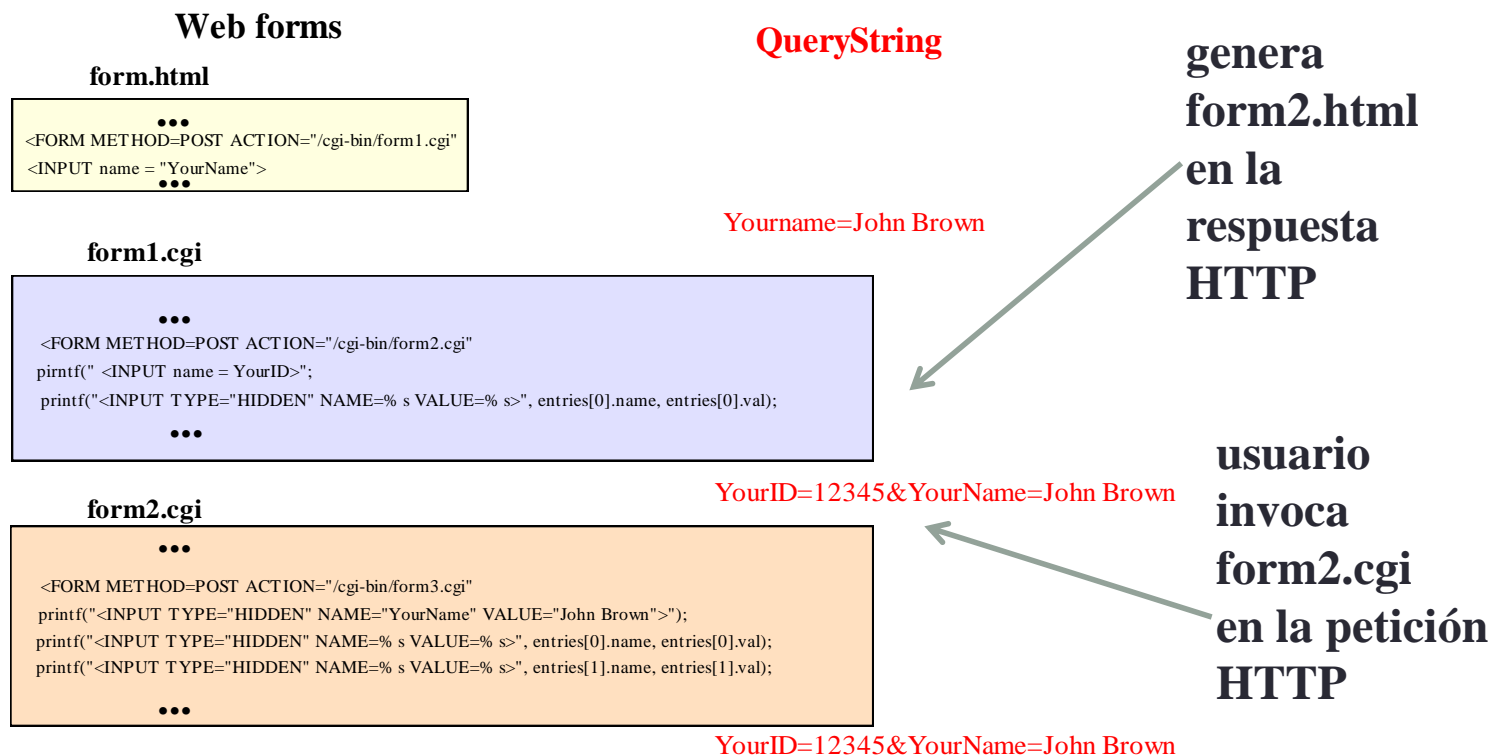 Web forms
QueryString
form.html
•••
<FORM METHOD=POST ACTION="/cgi-bin/form1.cgi"
<INPUT name = "YourName">
•••
Yourname=John Brown
genera
form2.html
en la
respuesta
HTTP
form1.cgi
•••
<FORM METHOD=POST ACTION="/cgi-bin/form2.cgi"
pirntf(" <INPUT name = YourID>";
printf("<INPUT TYPE="HIDDEN" NAME=% s VALUE=% s>", entries[0].name, entries[0].val);
•••
YourID=12345&YourName=John Brown
usuario
invoca
form2.cgi
en la petición
HTTP
form2.cgi
•••
<FORM METHOD=POST ACTION="/cgi-bin/form3.cgi"
printf("<INPUT TYPE="HIDDEN" NAME="YourName" VALUE="John Brown">");
printf("<INPUT TYPE="HIDDEN" NAME=% s VALUE=% s>", entries[0].name, entries[0].val);
printf("<INPUT TYPE="HIDDEN" NAME=% s VALUE=% s>", entries[1].name, entries[1].val);
•••
YourID=12345&YourName=John Brown